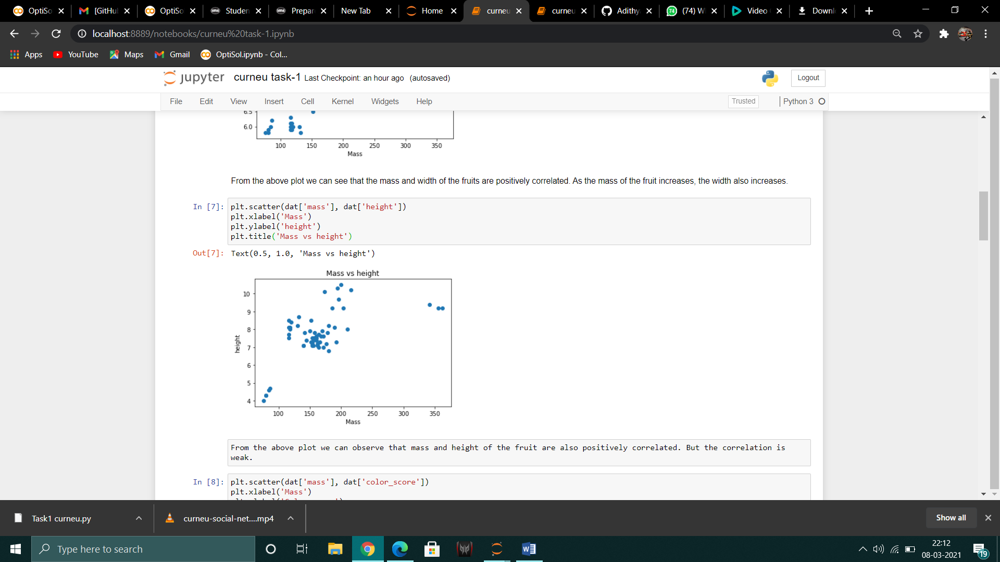 OptiSo
[GitHu
OptiSo
Studen
Prepar
New Tab
Home
curneu
curneu
Adithy
(74) W
Video
Downl
localhost:8889/notebooks/curneu%20task-1.ipynb
Apps
YouTube
Maps
Gmail
OptiSol.ipynb - Col...
jupyter
curneu task-1
Last Checkpoint: an hour ago
(autosaved)
Logout
File
Edit
View
Insert
Cell
Kernel
Widgets
Help
Trusted
Python 3
6.5
6.0
100 150 200 250 300 350
Mass
From the above plot we can see that the mass and width of the fruits are positively correlated. As the mass of the fruit increases, the width also increases.
In [7]:
plt.scatter(dat['mass'], dat['height'])
plt.xlabel('Mass')
plt.ylabel('height')
plt.title('Mass vs height')
Out[7]:
Text(0.5, 1.0, 'Mass vs height')
Mass vs height
10
9
8
7
6
5
4
height
100 150 200 250 300 350
Mass
From the above plot we can observe that mass and height of the fruit are also positively correlated. But the correlation is
weak.
In [8]:
plt.scatter(dat['mass'], dat['color_score'])
plt.xlabel('Mass')
Task1 curneu.py
curneu-social-net....mp4
Show all
Type here to search
22:12
08-03-2021
19